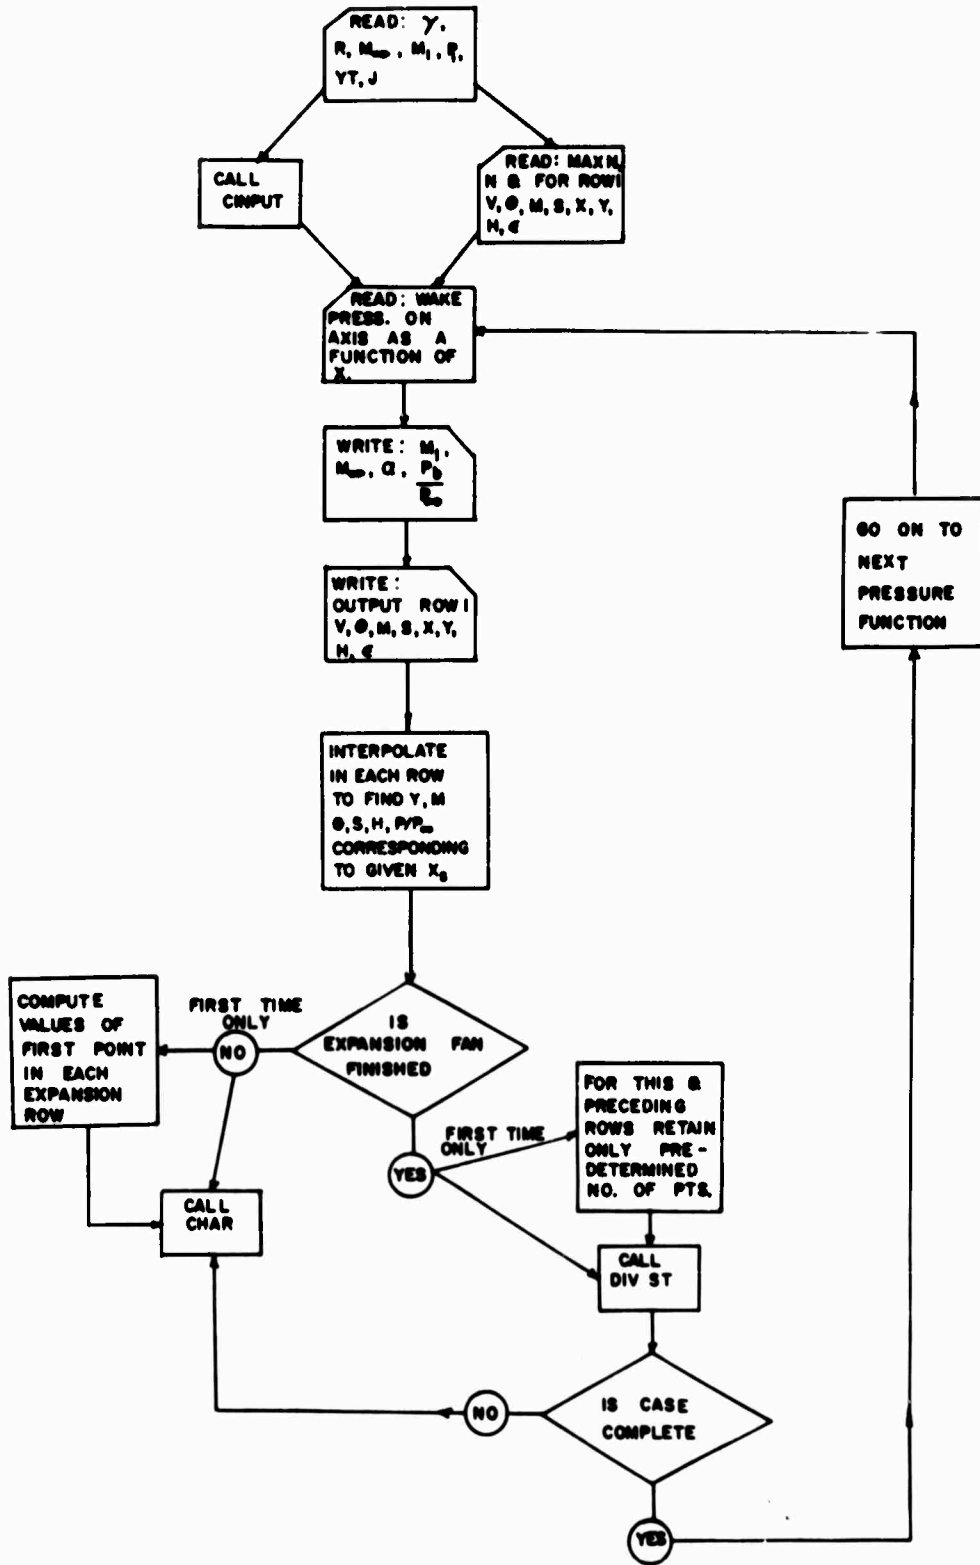 READ: γ,
R, M∞, M₁, P₁,
YT, J
CALL
CINPUT
READ: MAXN,
N & FOR ROW 1
V, Θ, M, S, X, Y,
H, ϵ
READ: WAKE
PRESS. ON
AXIS AS A
FUNCTION OF
X.
WRITE: M₁,
M∞, α, P_b
P∞
WRITE:
OUTPUT ROW 1
V, Θ, M, S, X, Y,
H, ϵ
GO ON TO
NEXT
PRESSURE
FUNCTION
INTERPOLATE
IN EACH ROW
TO FIND Y, M
Θ, S, H, P/P∞
CORRESPONDING
TO GIVEN Xₛ
IS
EXPANSION FAN
FINISHED
FIRST TIME
ONLY
NO
COMPUTE
VALUES OF
FIRST POINT
IN EACH
EXPANSION
ROW
CALL
CHAR
YES
FIRST TIME
ONLY
FOR THIS &
PRECEDING
ROWS RETAIN
ONLY PRE-
DETERMINED
NO. OF PTS.
CALL
DIV ST
IS CASE
COMPLETE
NO
YES